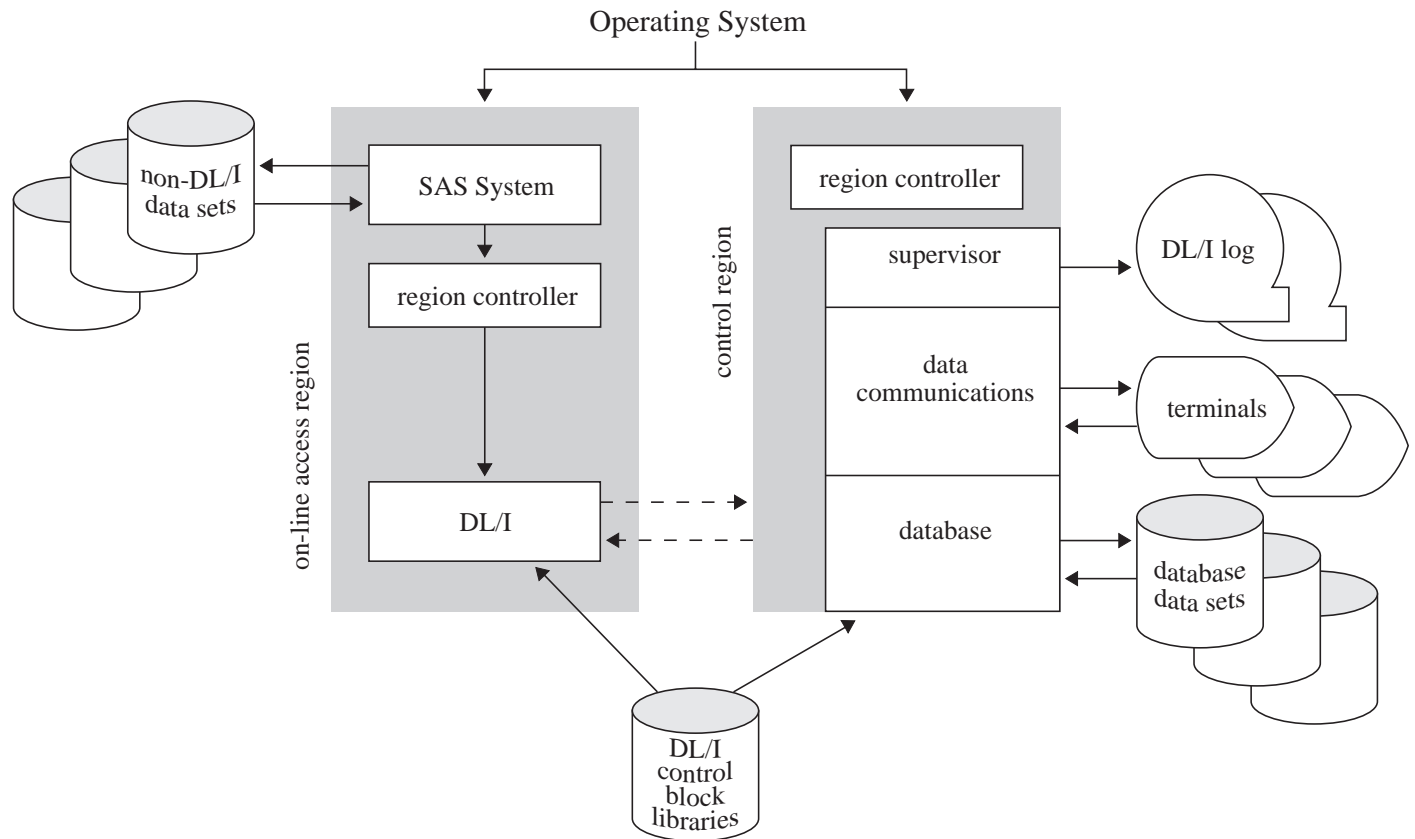 Operating System
non-DL/I
data sets
SAS System
region controller
DL/I
on-line access region
control region
region controller
supervisor
data
communications
database
DL/I log
terminals
database
data sets
DL/I
control
block
libraries